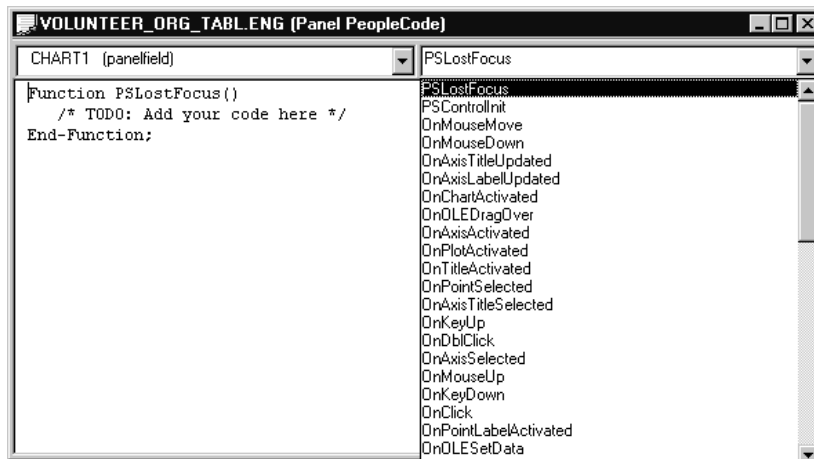 VOLUNTEER_ORG_TABL.ENG (Panel PeopleCode)
CHART1 (panelfield)
PSLostFocus
Function PSLostFocus()
/* TODO: Add your code here */
End-Function;
PSLostFocus
PSControlInit
OnMouseMove
OnMouseDown
OnAxisTitleUpdated
OnAxisLabelUpdated
OnChartActivated
OnOLEDragOver
OnAxisActivated
OnPlotActivated
OnTitleActivated
OnPointSelected
OnAxisTitleSelected
OnKeyUp
OnDblClick
OnAxisSelected
OnMouseUp
OnKeyDown
OnClick
OnPointLabelActivated
OnOLESetData